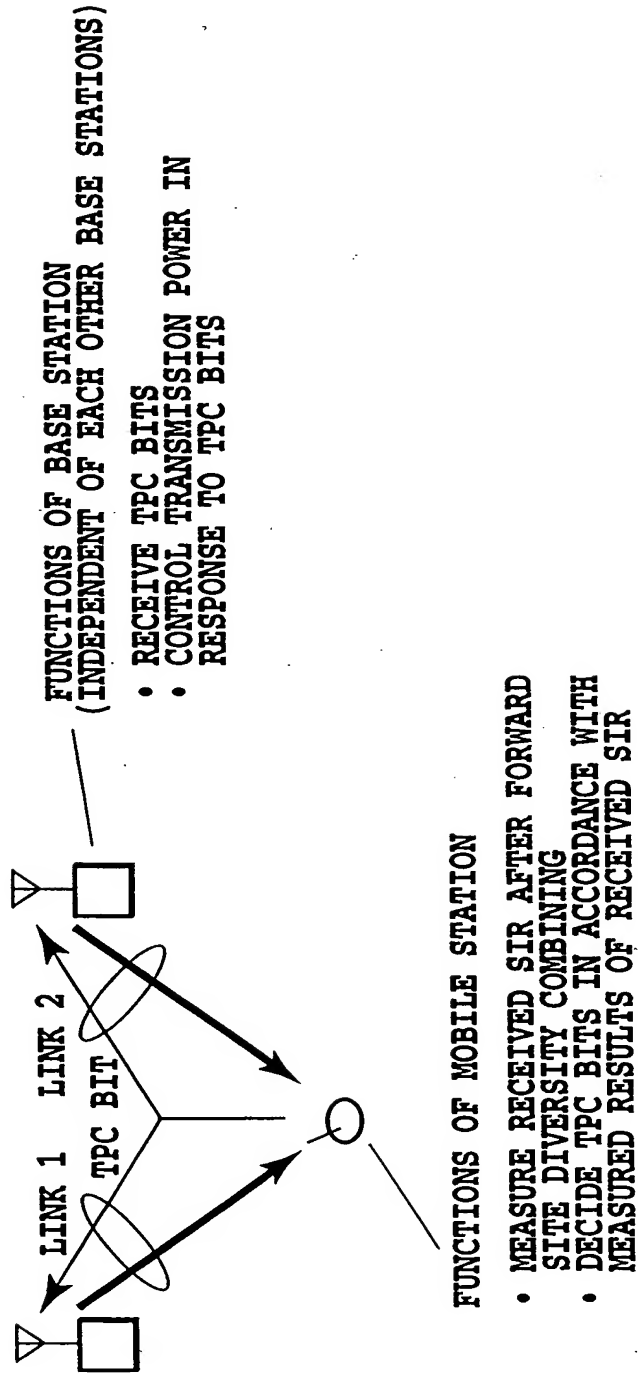 LINK 1 LINK 2
TPC BIT
FUNCTIONS OF BASE STATION
(INDEPENDENT OF EACH OTHER BASE STATIONS)
• RECEIVE TPC BITS
• CONTROL TRANSMISSION POWER IN
RESPONSE TO TPC BITS
FUNCTIONS OF MOBILE STATION
• MEASURE RECEIVED SIR AFTER FORWARD
SITE DIVERSITY COMBINING
• DECIDE TPC BITS IN ACCORDANCE WITH
MEASURED RESULTS OF RECEIVED SIR